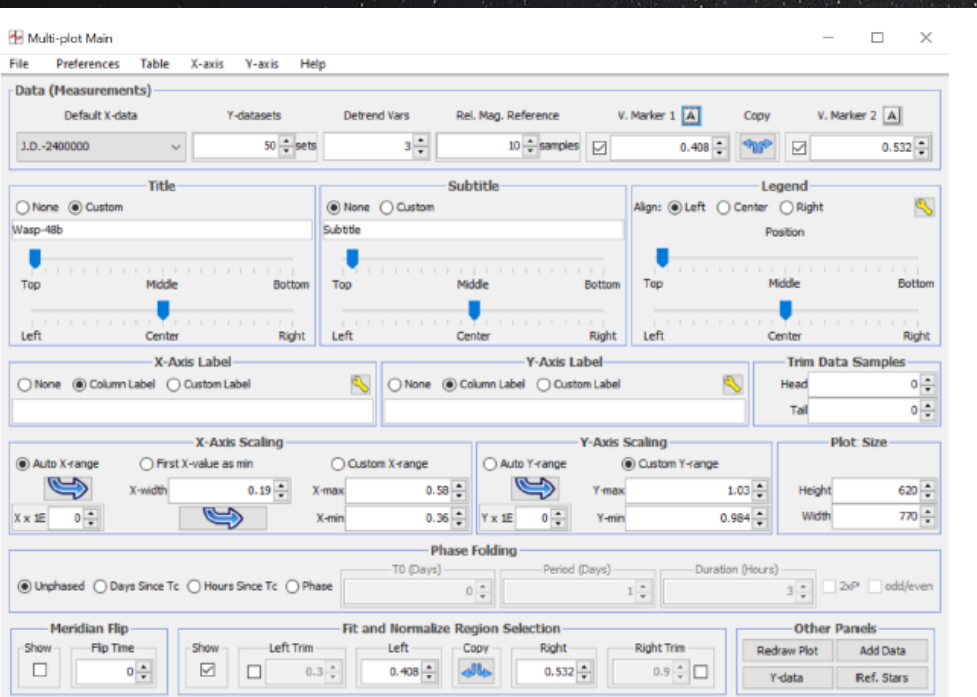 Multi-plot Main
File Preferences Table X-axis Y-axis Help
Data (Measurements)
Default X-data Y-datasets Detrend Vars Rel. Mag. Reference V. Marker 1 A Copy V. Marker 2 A
J.D.-2400000 50 sets 3 10 samples 0.408 0.532
Title Subtitle Legend
None Custom None Custom Align: Left Center Right
Wasp-48b Subtitle Position
Top Middle Bottom Top Middle Bottom Top Middle Bottom
Left Center Right Left Center Right Left Center Right
X-Axis Label Y-Axis Label Trim Data Samples
None Column Label Custom Label None Column Label Custom Label Head 0
Tail 0
X-Axis Scaling Y-Axis Scaling Plot Size
Auto X-range First X-value as min Custom X-range Auto Y-range Custom Y-range
X-width 0.19 X-max 0.58 Y-max 1.03 Height 620
X x 1E 0 X-min 0.36 Y x 1E 0 Y-min 0.984 Width 770
Phase Folding
T0 (Days) Period (Days) Duration (Hours)
Unphased Days Since Tc Hours Since Tc Phase 0 1 3 2xP odd/even
Meridian Flip Fit and Normalize Region Selection Other Panels
Show Flip Time Show Left Trim Left Copy Right Right Trim Redraw Plot Add Data
0 0.3 0.408 0.532 0.9 Y-data Ref. Stars